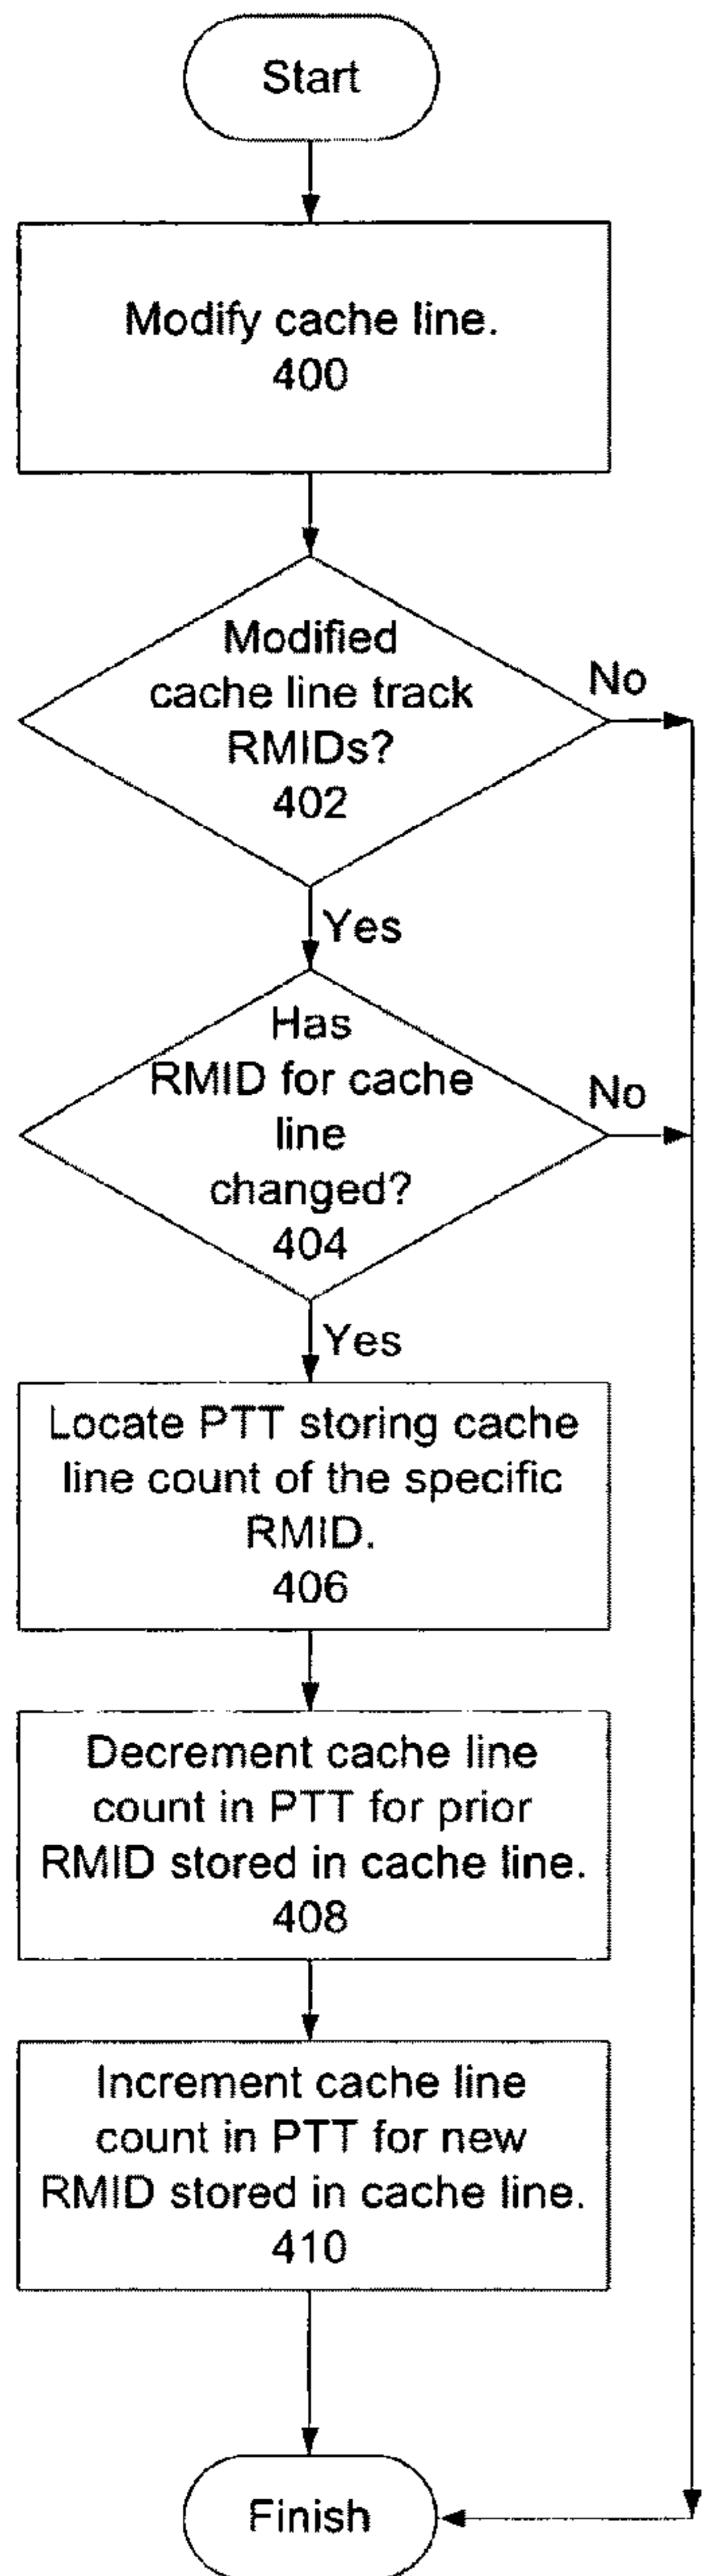 Start
Modify cache line.
400
Modified
cache line track
RMIDs?
402
No
Yes
Has
RMID for cache
line
changed?
404
No
Yes
Locate PTT storing cache
line count of the specific
RMID.
406
Decrement cache line
count in PTT for prior
RMID stored in cache line.
408
Increment cache line
count in PTT for new
RMID stored in cache line.
410
Finish